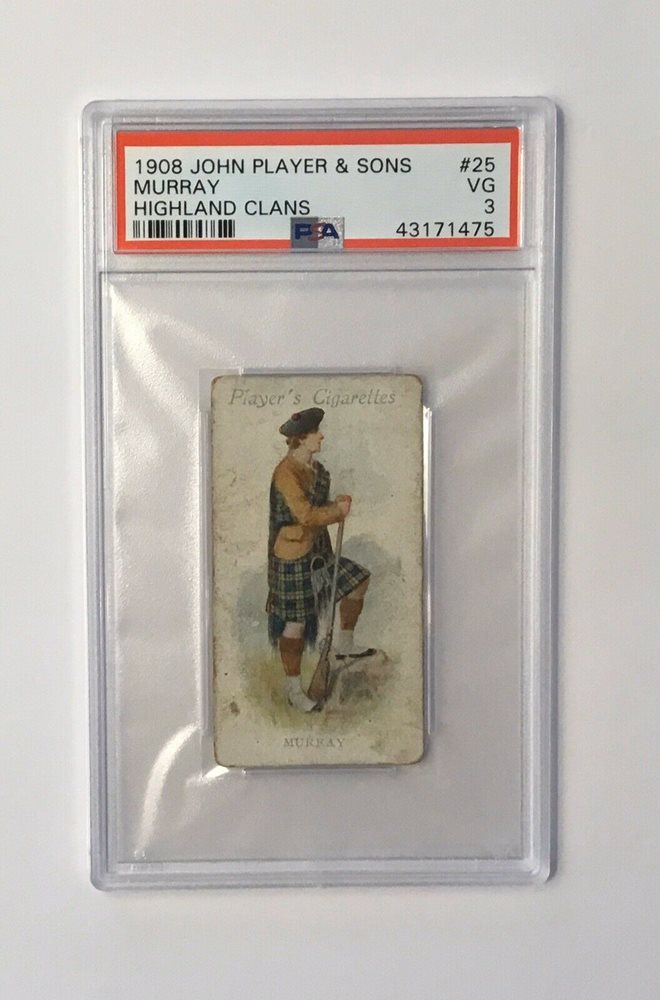 1908 JOHN PLAYER & SONS #25
MURRAY VG
HIGHLAND CLANS 3
PSA 43171475
Player's Cigarettes
MURRAY